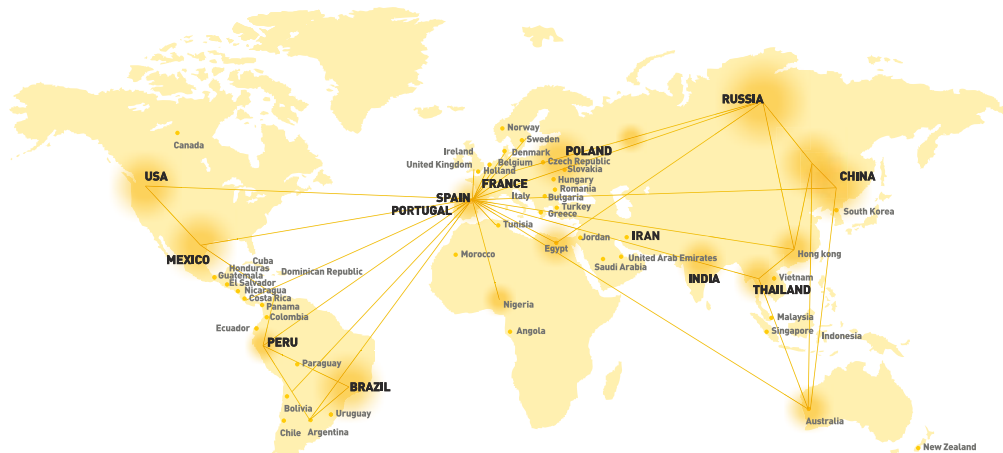 RUSSIA
Norway
Sweden
Canada
Ireland
Denmark
POLAND
United Kingdom
Belgium
Czech Republic
Holland
Slovakia
USA
FRANCE
Hungary
CHINA
Romania
SPAIN
Italy
Bulgaria
PORTUGAL
Turkey
Greece
South Korea
Tunisia
Jordan
IRAN
Egypt
Morocco
Hong kong
United Arab Emirates
MEXICO
Cuba
Saudi Arabia
Honduras
Dominican Republic
Guatemala
INDIA
Vietnam
El Salvador
THAILAND
Nicaragua
Costa Rica
Nigeria
Panama
Colombia
Malaysia
Ecuador
Angola
Singapore
Indonesia
PERU
Paraguay
BRAZIL
Bolivia
Uruguay
Australia
Chile
Argentina
New Zealand